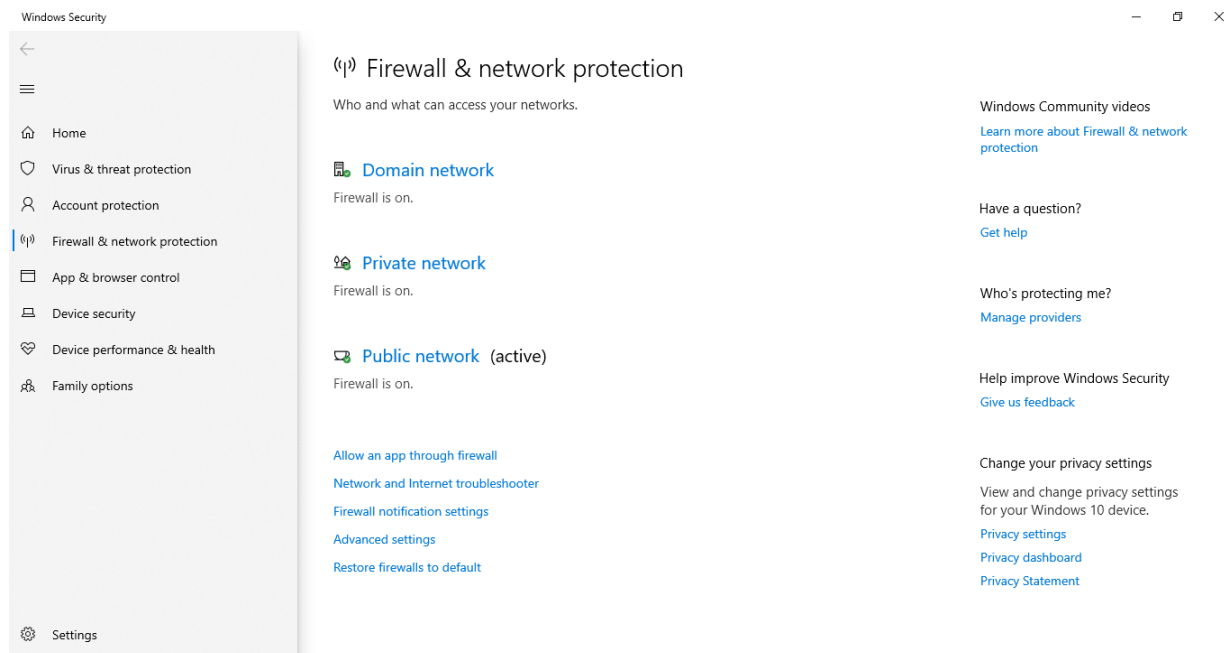 Windows Security
Home
Virus & threat protection
Account protection
Firewall & network protection
App & browser control
Device security
Device performance & health
Family options
Settings
Firewall & network protection
Who and what can access your networks.
Domain network
Firewall is on.
Private network
Firewall is on.
Public network (active)
Firewall is on.
Allow an app through firewall
Network and Internet troubleshooter
Firewall notification settings
Advanced settings
Restore firewalls to default
Windows Community videos
Learn more about Firewall & network
protection
Have a question?
Get help
Who's protecting me?
Manage providers
Help improve Windows Security
Give us feedback
Change your privacy settings
View and change privacy settings
for your Windows 10 device.
Privacy settings
Privacy dashboard
Privacy Statement